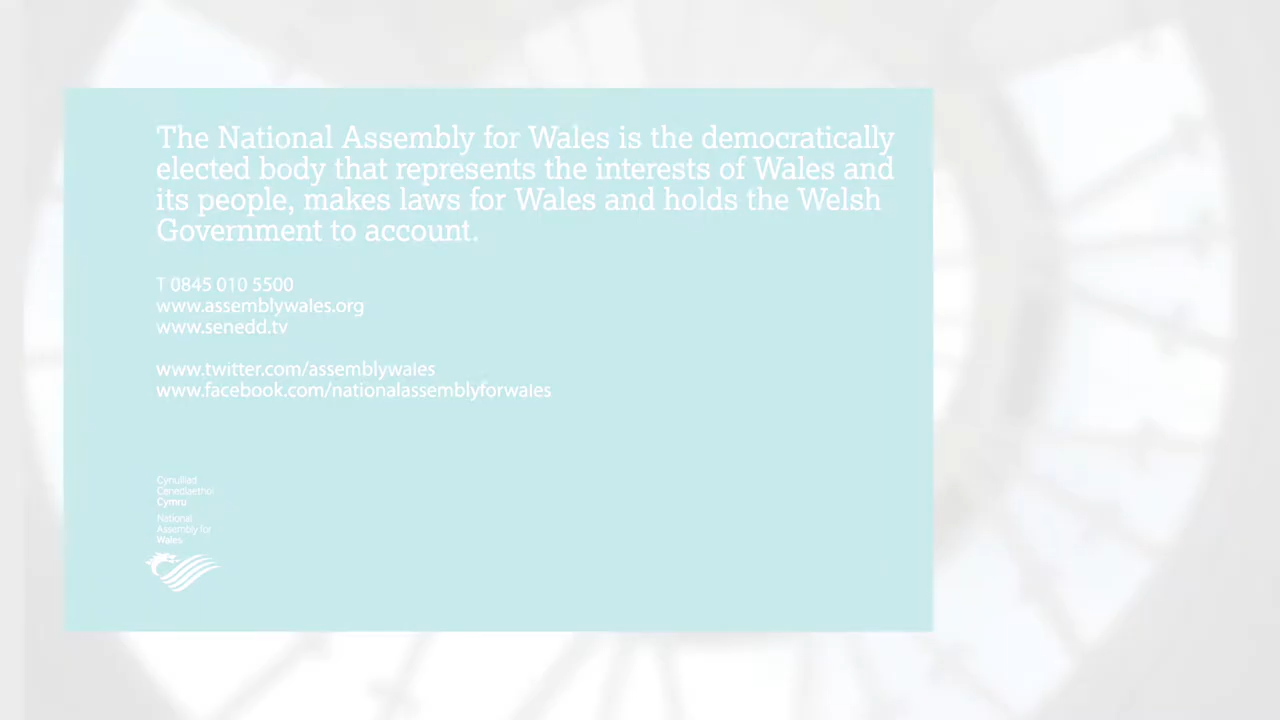 The National Assembly for Wales is the democratically
elected body that represents the interests of Wales and
its people, makes laws for Wales and holds the Welsh
Government to account.
T 0845 010 5500
www.assemblywales.org
www.senedd.tv
www.twitter.com/assemblywales
www.facebook.com/nationalassemblyforwales
Cynulliad
Cenedlaethol
Cymru
National
Assembly for
Wales